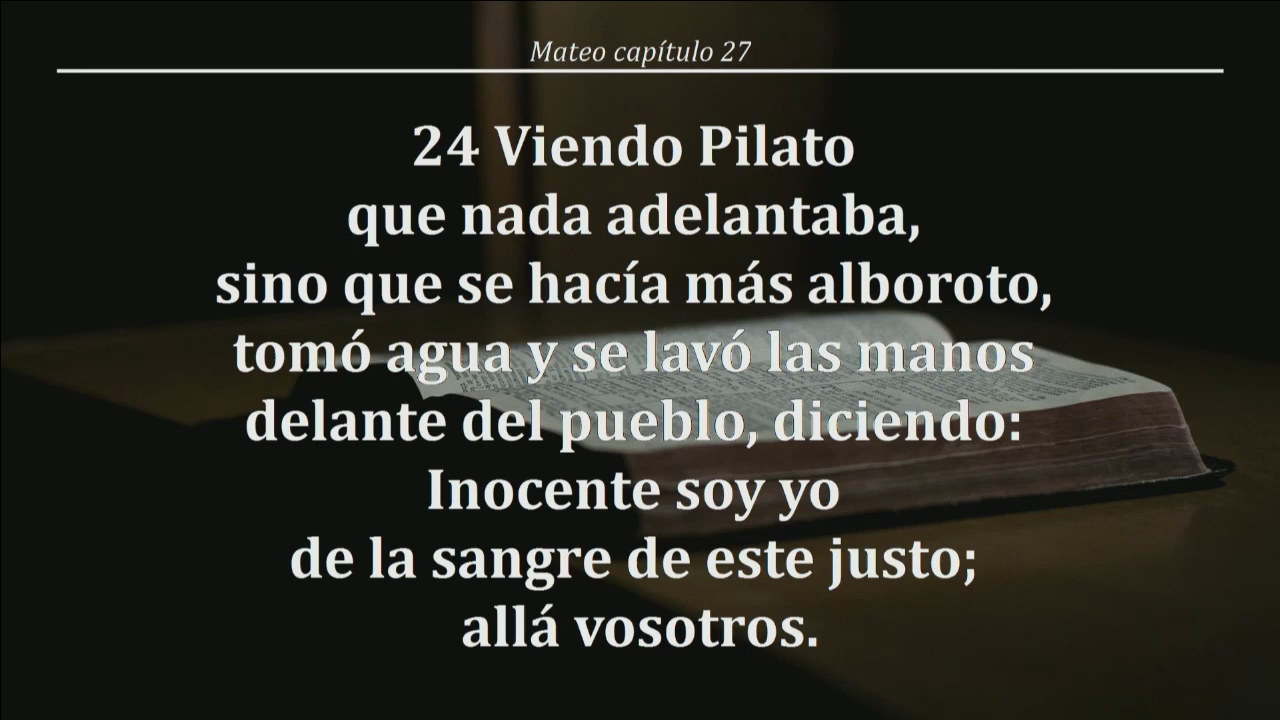 Mateo capítulo 27
24 Viendo Pilato
que nada adelantaba,
sino que se hacía más alboroto,
tomó agua y se lavó las manos
delante del pueblo, diciendo:
Inocente soy yo
de la sangre de este justo;
allá vosotros.